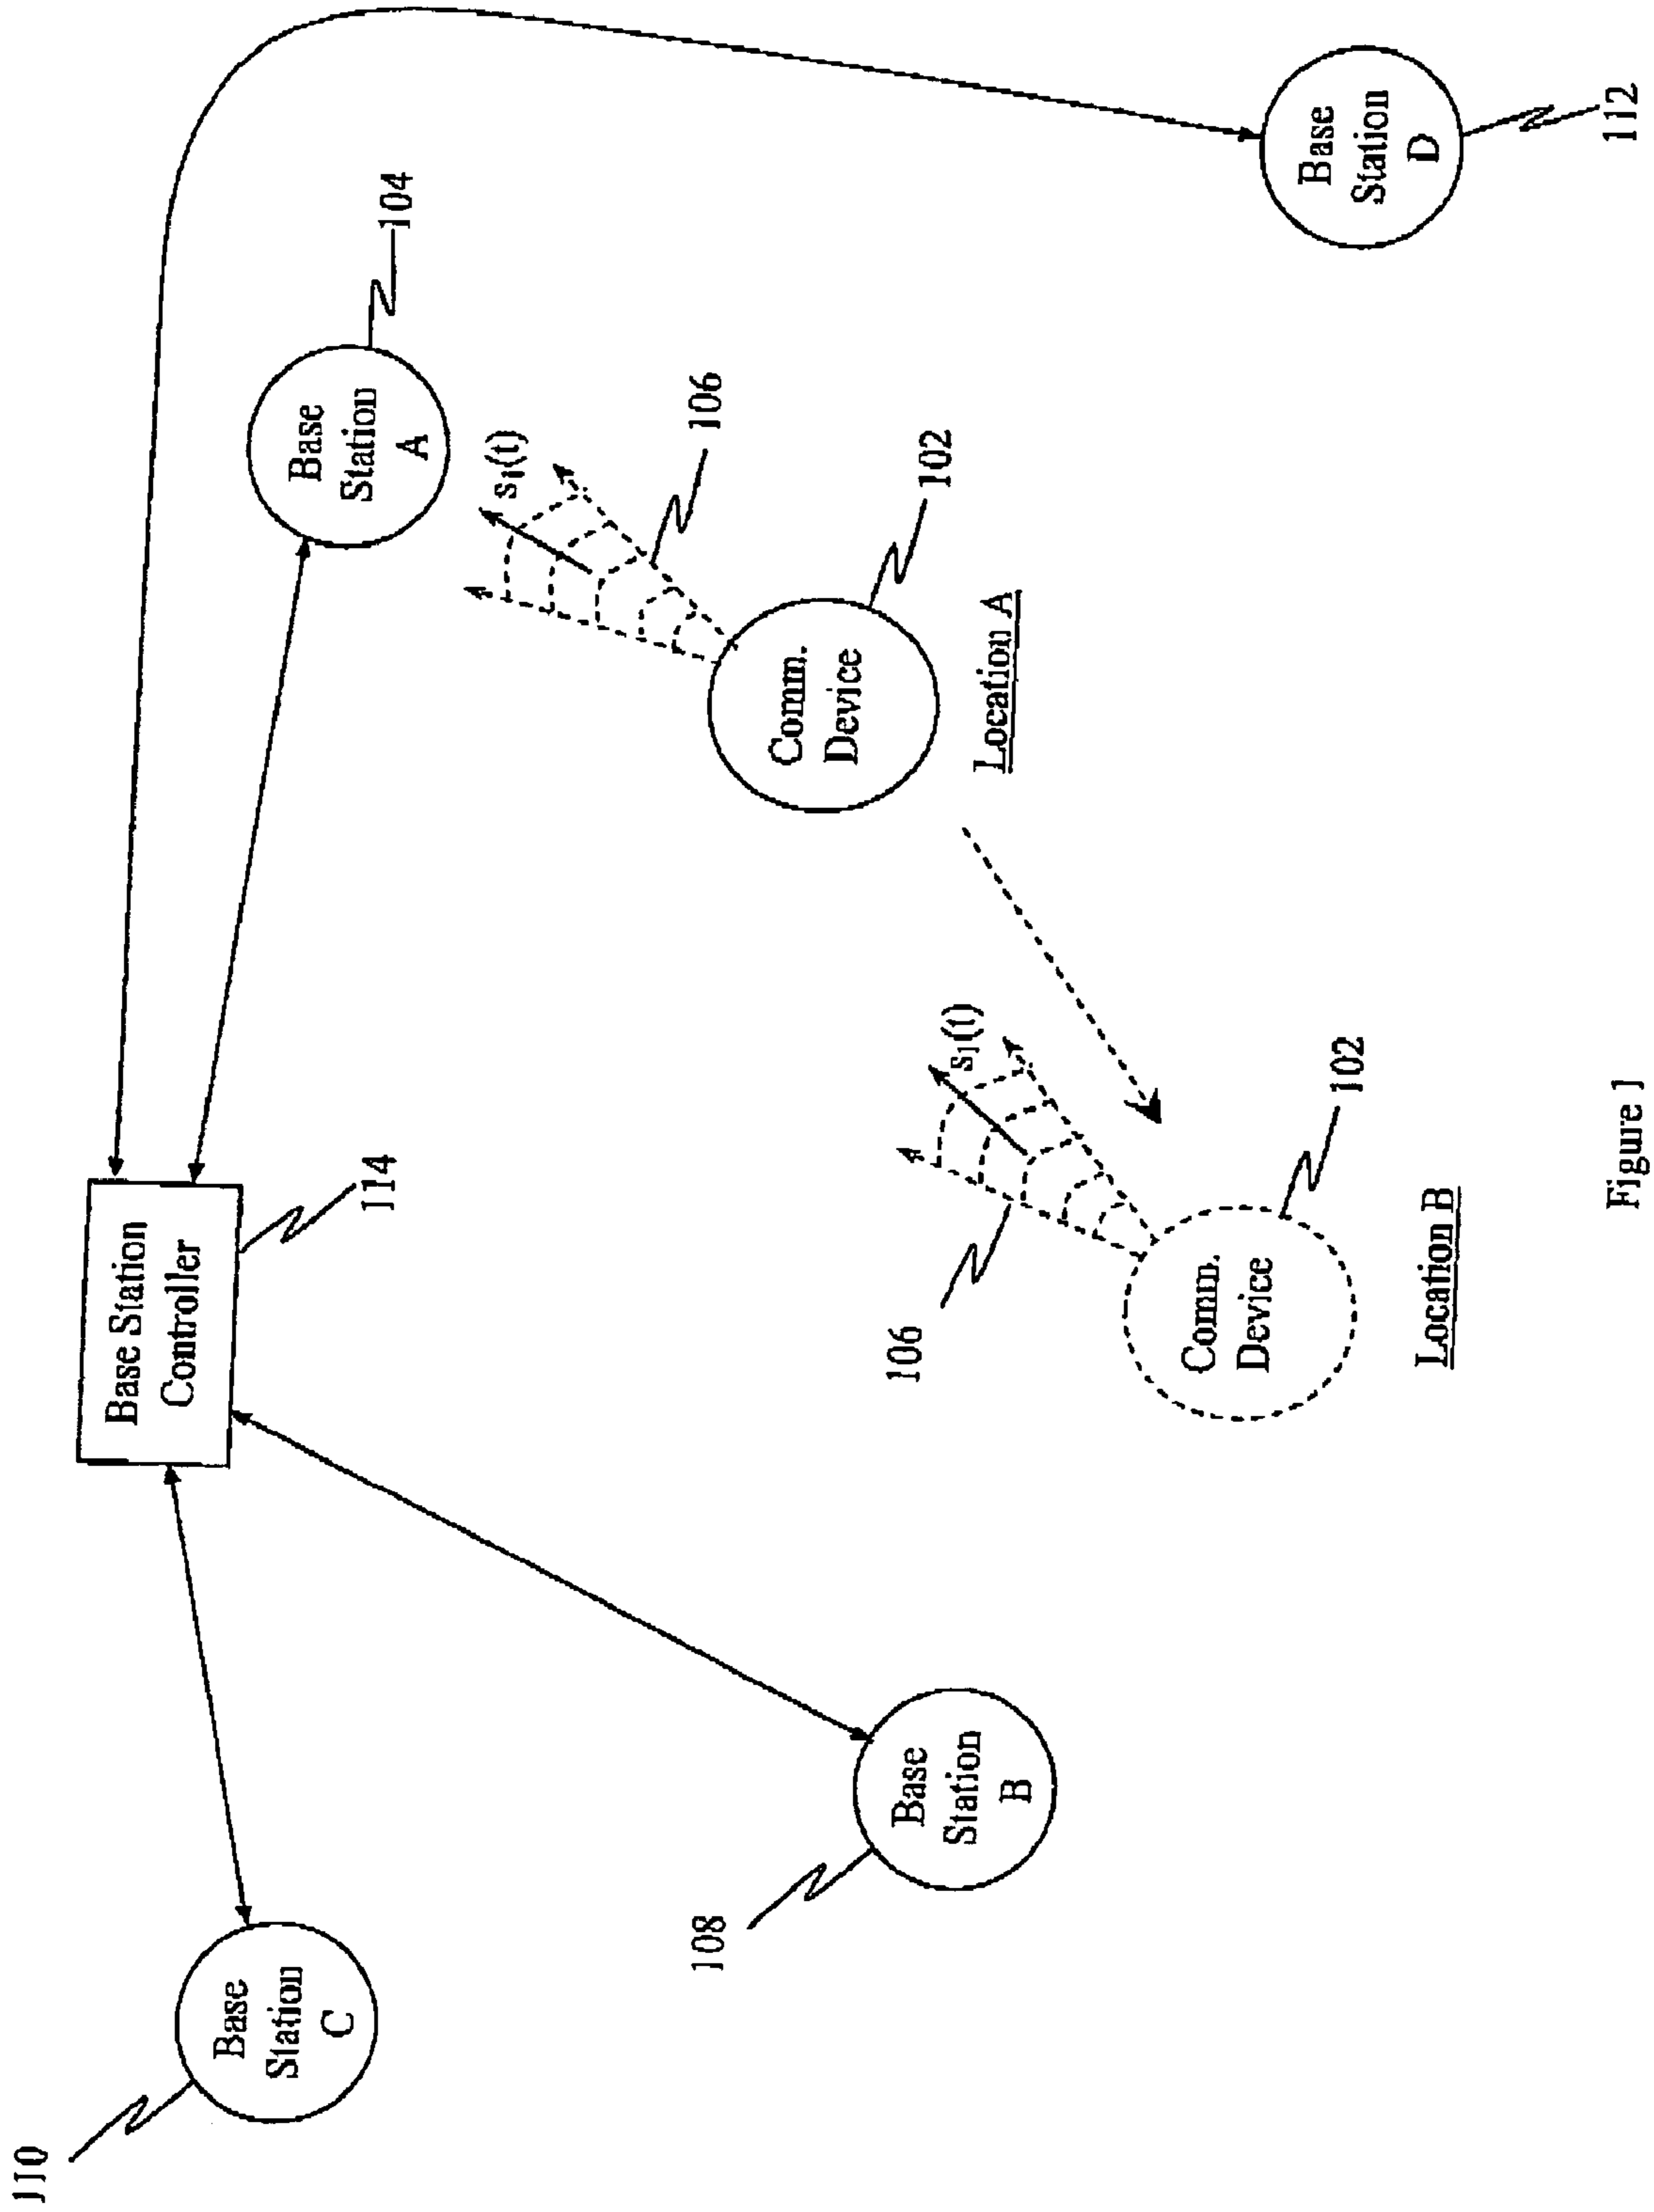 Base Station
Controller
114
110
Base
Station
C
Base
Station
A
104
s₁(t)
106
108
Base
Station
B
Comm.
Device
102
Location A
106
s₁(t)
Comm.
Device
102
Location B
Base
Station
D
112
Figure 1